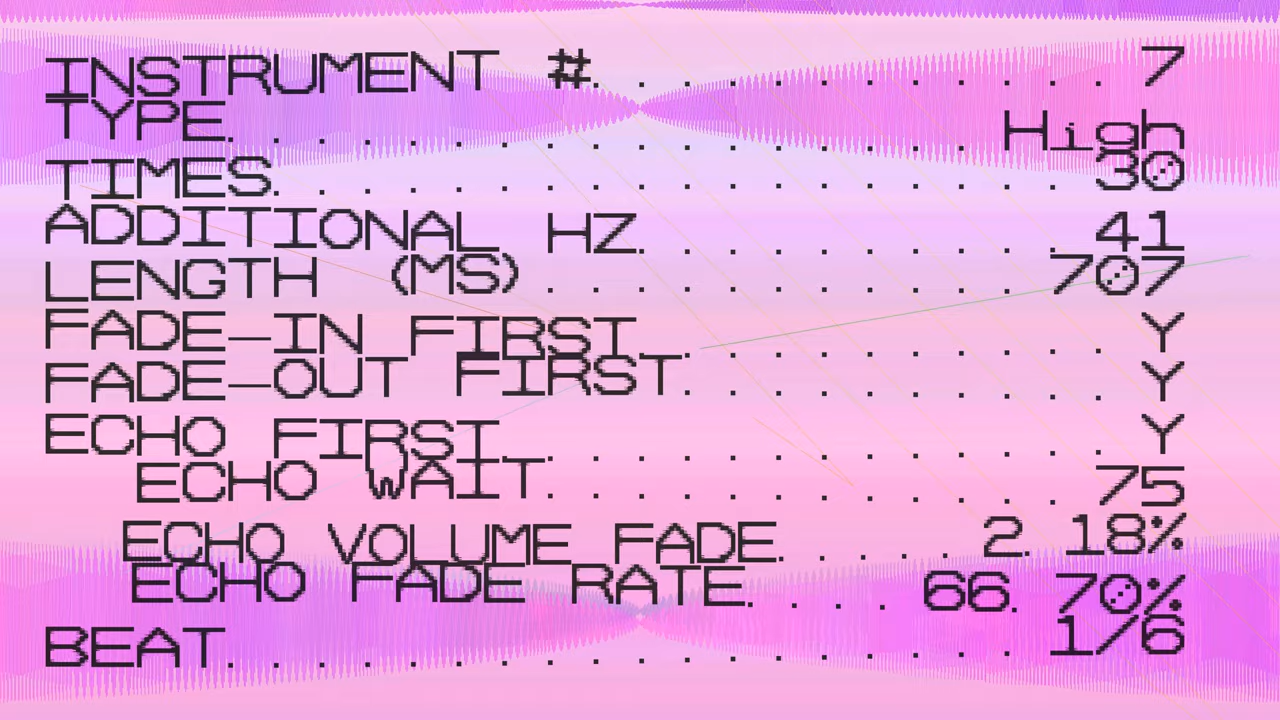 INSTRUMENT #. . . . . . . . . . . . 7
TYPE. . . . . . . . . . . . . . . . . High
TIMES. . . . . . . . . . . . . . . . . . 30
ADDITIONAL HZ. . . . . . . . . . 41
LENGTH (MS) . . . . . . . . . . . 707
FADE-IN FIRST . . . . . . . . . . Y
FADE-OUT FIRST. . . . . . . . . . Y
ECHO FIRST . . . . . . . . . . . . . Y
ECHO WAIT. . . . . . . . . . . . 75
ECHO VOLUME FADE. . . . . 2. 18%
ECHO FADE RATE. . . . 66. 70%
BEAT. . . . . . . . . . . . . . . . . . 1/6